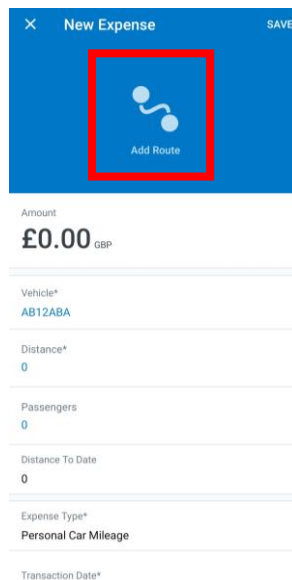 × New Expense SAVE
Add Route
Amount
£0.00 GBP
Vehicle*
AB12ABA
Distance*
0
Passengers
0
Distance To Date
0
Expense Type*
Personal Car Mileage
Transaction Date*